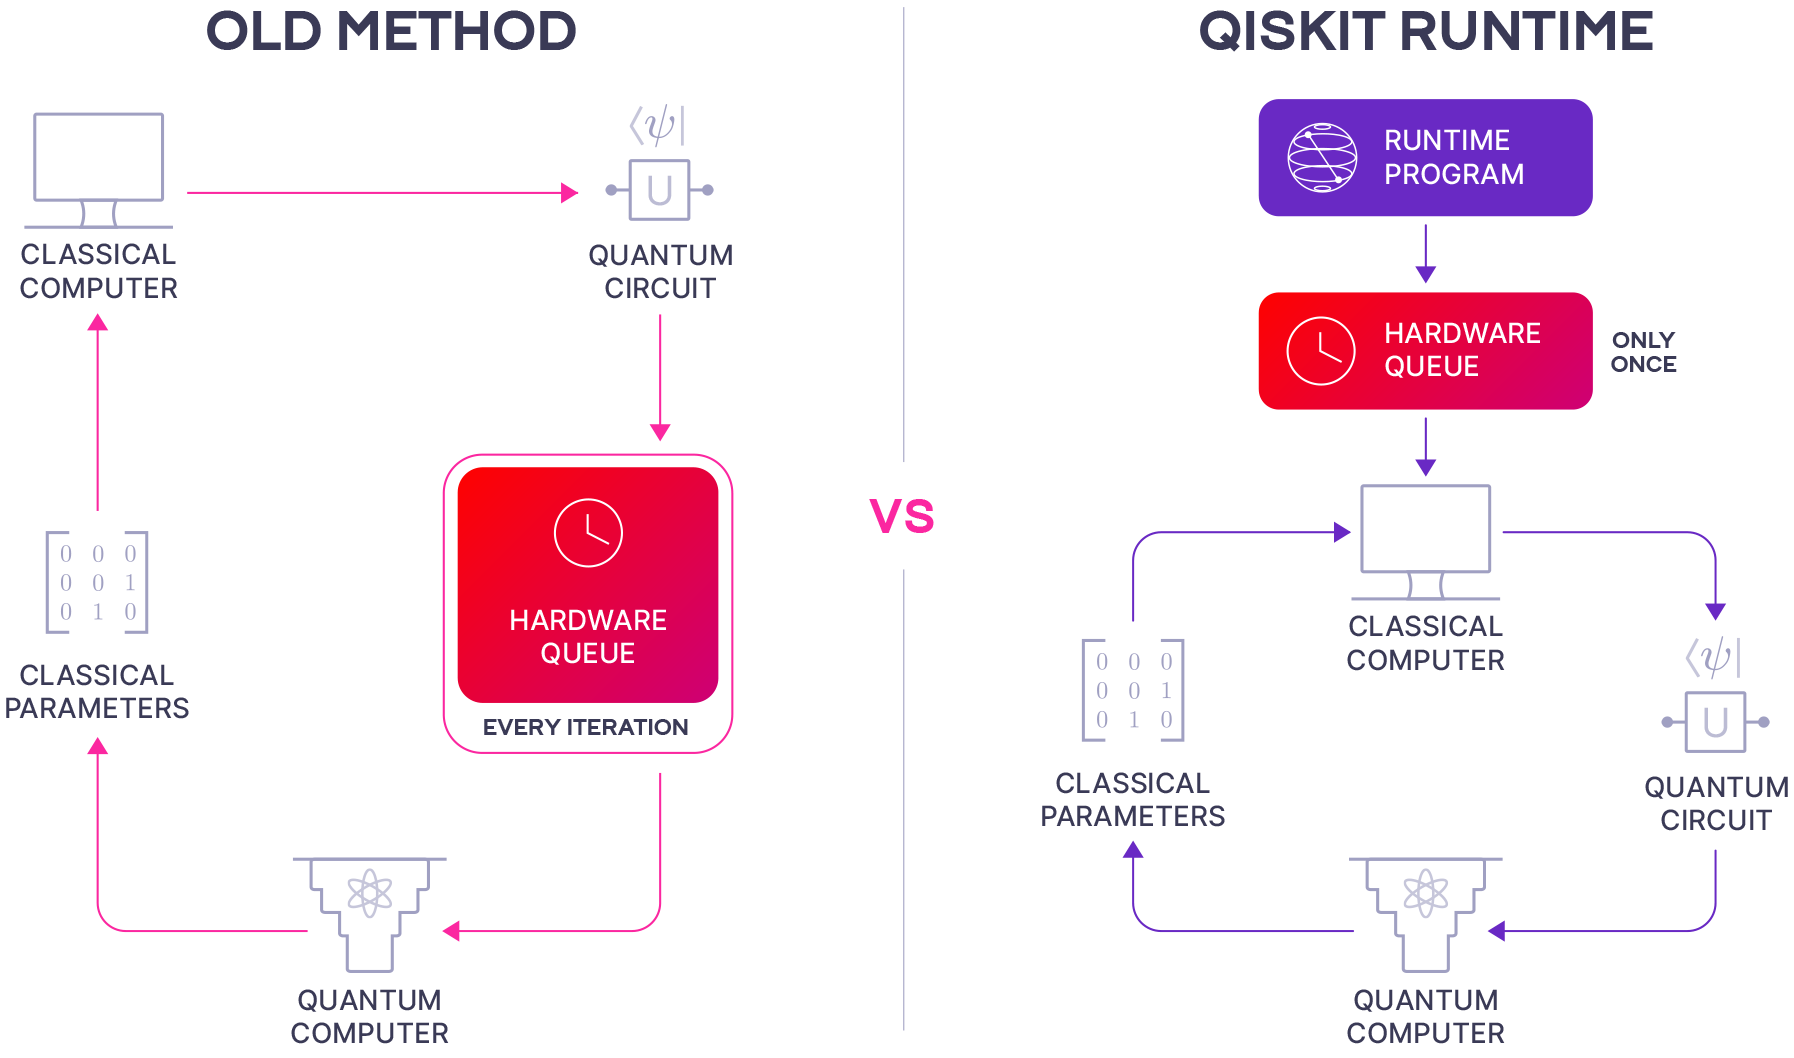 OLD METHOD
⟨ψ|
U
CLASSICAL
COMPUTER
QUANTUM
CIRCUIT
HARDWARE
QUEUE
EVERY ITERATION
0 0 0
0 0 1
0 1 0
CLASSICAL
PARAMETERS
QUANTUM
COMPUTER
VS
QISKIT RUNTIME
RUNTIME
PROGRAM
HARDWARE
QUEUE
ONLY
ONCE
CLASSICAL
COMPUTER
⟨ψ|
U
QUANTUM
CIRCUIT
0 0 0
0 0 1
0 1 0
CLASSICAL
PARAMETERS
QUANTUM
COMPUTER